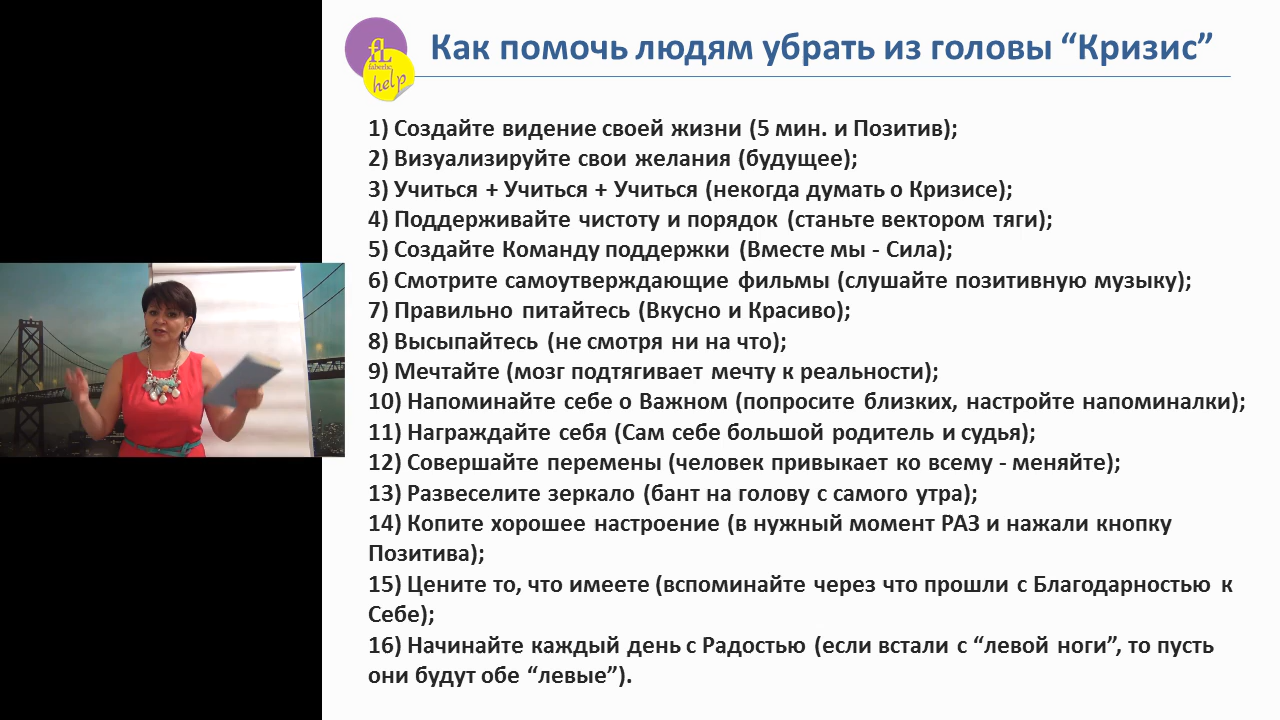 Как помочь людям убрать из головы “Кризис”
fL
faberlic
help
1) Создайте видение своей жизни (5 мин. и Позитив);
2) Визуализируйте свои желания (будущее);
3) Учиться + Учиться + Учиться (некогда думать о Кризисе);
4) Поддерживайте чистоту и порядок (станьте вектором тяги);
5) Создайте Команду поддержки (Вместе мы - Сила);
6) Смотрите самоутверждающие фильмы (слушайте позитивную музыку);
7) Правильно питайтесь (Вкусно и Красиво);
8) Высыпайтесь (не смотря ни на что);
9) Мечтайте (мозг подтягивает мечту к реальности);
10) Напоминайте себе о Важном (попросите близких, настройте напоминалки);
11) Награждайте себя (Сам себе большой родитель и судья);
12) Совершайте перемены (человек привыкает ко всему - меняйте);
13) Развеселите зеркало (бант на голову с самого утра);
14) Копите хорошее настроение (в нужный момент РАЗ и нажали кнопку
Позитива);
15) Цените то, что имеете (вспоминайте через что прошли с Благодарностью к
Себе);
16) Начинайте каждый день с Радостью (если встали с “левой ноги”, то пусть
они будут обе “левые”).